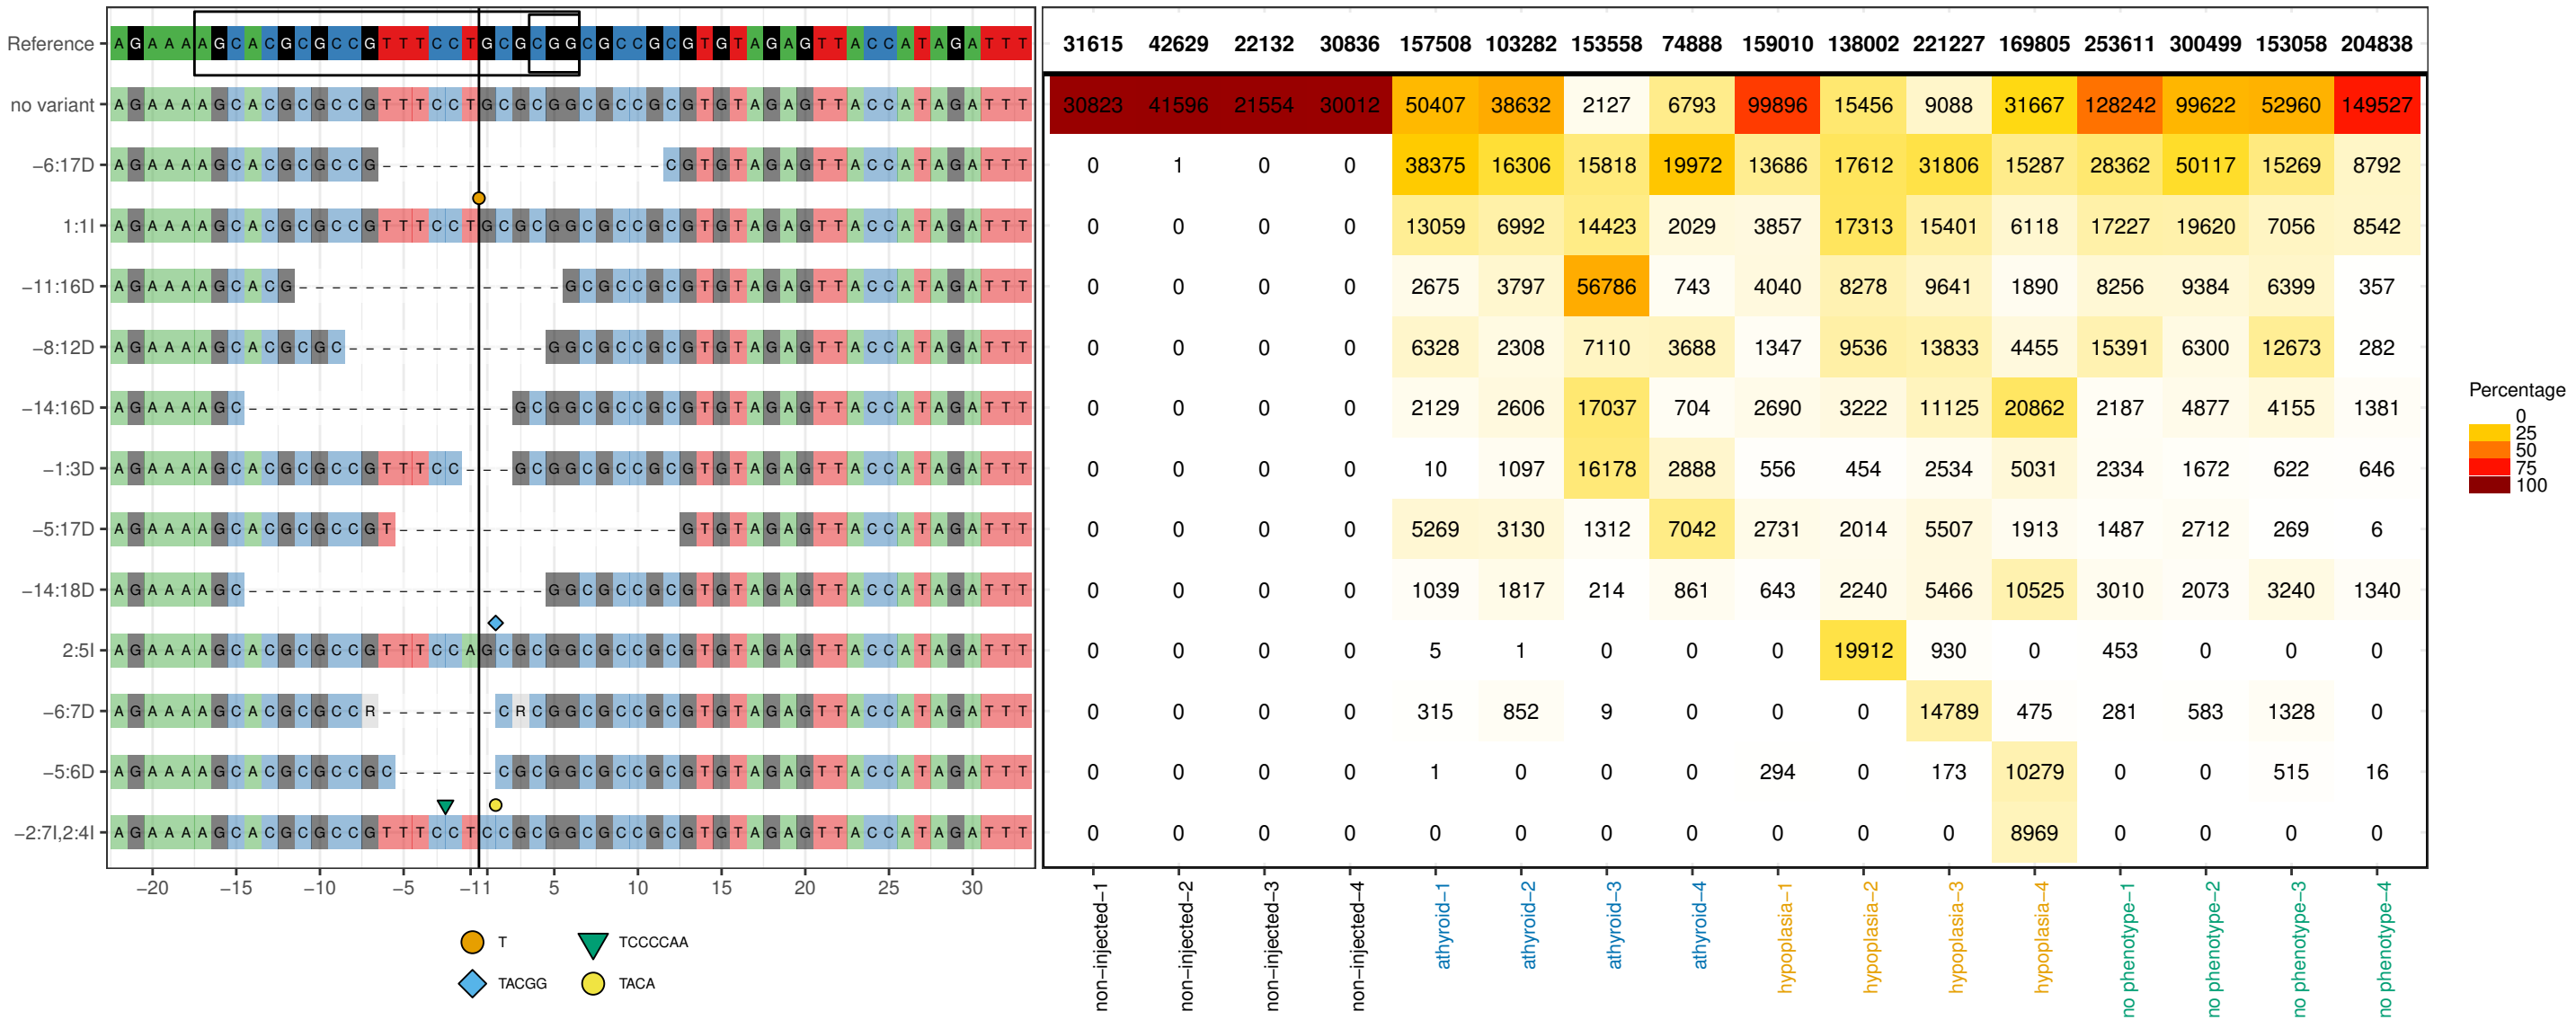 Reference A G A A A A G C A C G C G C C G T T T C C T G C G C G G C G C C G C G T G T A G A G T T A C C A T A G A T T T 31615 42629 22132 30836 157508 103282 153558 74888 159010 138002 221227 169805 253611 300499 153058 204838
no variant A G A A A A G C A C G C G C C G T T T C C T G C G C G G C G C C G C G T G T A G A G T T A C C A T A G A T T T 30823 41596 21554 30012 50407 38632 2127 6793 99896 15456 9088 31667 128242 99622 52960 149527
−6:17D A G A A A A G C A C G C G C C G - - - - - - - - - - - - - - - - - C G T G T A G A G T T A C C A T A G A T T T 0 1 0 0 38375 16306 15818 19972 13686 17612 31806 15287 28362 50117 15269 8792
1:1I A G A A A A G C A C G C G C C G T T T C C T G C G C G G C G C C G C G T G T A G A G T T A C C A T A G A T T T 0 0 0 0 13059 6992 14423 2029 3857 17313 15401 6118 17227 19620 7056 8542
−11:16D A G A A A A G C A C G - - - - - - - - - - - - - - - - G C G C C G C G T G T A G A G T T A C C A T A G A T T T 0 0 0 0 2675 3797 56786 743 4040 8278 9641 1890 8256 9384 6399 357
−8:12D A G A A A A G C A C G C G C - - - - - - - - - - - - G G C G C C G C G T G T A G A G T T A C C A T A G A T T T 0 0 0 0 6328 2308 7110 3688 1347 9536 13833 4455 15391 6300 12673 282
−14:16D A G A A A A G C - - - - - - - - - - - - - - - - G C G G C G C C G C G T G T A G A G T T A C C A T A G A T T T 0 0 0 0 2129 2606 17037 704 2690 3222 11125 20862 2187 4877 4155 1381
−1:3D A G A A A A G C A C G C G C C G T T T C C - - - G C G G C G C C G C G T G T A G A G T T A C C A T A G A T T T 0 0 0 0 10 1097 16178 2888 556 454 2534 5031 2334 1672 622 646
−5:17D A G A A A A G C A C G C G C C G T - - - - - - - - - - - - - - - - - G T G T A G A G T T A C C A T A G A T T T 0 0 0 0 5269 3130 1312 7042 2731 2014 5507 1913 1487 2712 269 6
−14:18D A G A A A A G C - - - - - - - - - - - - - - - - - - G G C G C C G C G T G T A G A G T T A C C A T A G A T T T 0 0 0 0 1039 1817 214 861 643 2240 5466 10525 3010 2073 3240 1340
2:5I A G A A A A G C A C G C G C C G T T T C C A G C G C G G C G C C G C G T G T A G A G T T A C C A T A G A T T T 0 0 0 0 5 1 0 0 0 19912 930 0 453 0 0 0
−6:7D A G A A A A G C A C G C G C C R - - - - - - - C R C G G C G C C G C G T G T A G A G T T A C C A T A G A T T T 0 0 0 0 315 852 9 0 0 0 14789 475 281 583 1328 0
−5:6D A G A A A A G C A C G C G C C G C - - - - - - C G C G G C G C C G C G T G T A G A G T T A C C A T A G A T T T 0 0 0 0 1 0 0 0 294 0 173 10279 0 0 515 16
−2:7I,2:4I A G A A A A G C A C G C G C C G T T T C C T C C G C G G C G C C G C G T G T A G A G T T A C C A T A G A T T T 0 0 0 0 0 0 0 0 0 0 0 8969 0 0 0 0
−20 −15 −10 −5 −1 1 5 10 15 20 25 30
non−injected−1 non−injected−2 non−injected−3 non−injected−4 athyroid−1 athyroid−2 athyroid−3 athyroid−4 hypoplasia−1 hypoplasia−2 hypoplasia−3 hypoplasia−4 no phenotype−1 no phenotype−2 no phenotype−3 no phenotype−4
T TCCCCAA
TACGG TACA
Percentage
0
25
50
75
100